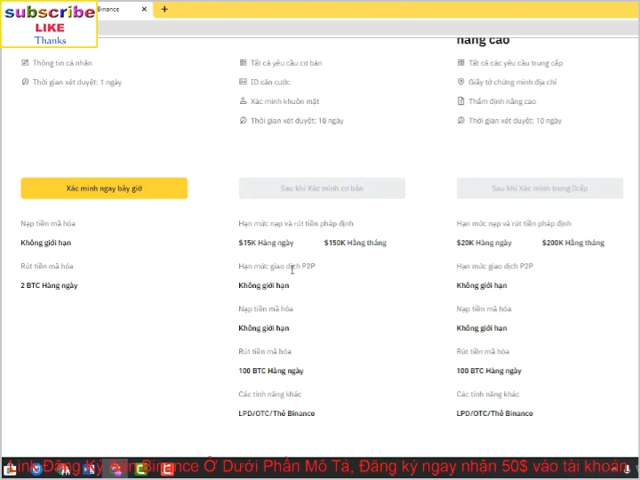 subscribe
LIKE
Thanks
Binance
nâng cao
Thông tin cá nhân
Thời gian xét duyệt: 1 ngày
Tất cả yêu cầu cơ bản
ID căn cước
Xác minh khuôn mặt
Thời gian xét duyệt: 10 ngày
Tất cả các yêu cầu trung cấp
Giấy tờ chứng minh địa chỉ
Thẩm định nâng cao
Thời gian xét duyệt: 10 ngày
Xác minh ngay bây giờ
Sau khi Xác minh cơ bản
Sau khi Xác minh trung cấp
Nạp tiền mã hóa
Không giới hạn
Rút tiền mã hóa
2 BTC Hàng ngày
Hạn mức nạp và rút tiền pháp định
$15K Hàng ngày $150K Hàng tháng
Hạn mức giao dịch P2P
Không giới hạn
Nạp tiền mã hóa
Không giới hạn
Rút tiền mã hóa
100 BTC Hàng ngày
Các tính năng khác
LPD/OTC/Thẻ Binance
Hạn mức nạp và rút tiền pháp định
$20K Hàng ngày $200K Hàng tháng
Hạn mức giao dịch P2P
Không giới hạn
Nạp tiền mã hóa
Không giới hạn
Rút tiền mã hóa
100 BTC Hàng ngày
Các tính năng khác
LPD/OTC/Thẻ Binance
Link Đăng Ký Sàn Binance Ở Dưới Phần Mô Tả, Đăng ký ngay nhận 50$ vào tài khoản